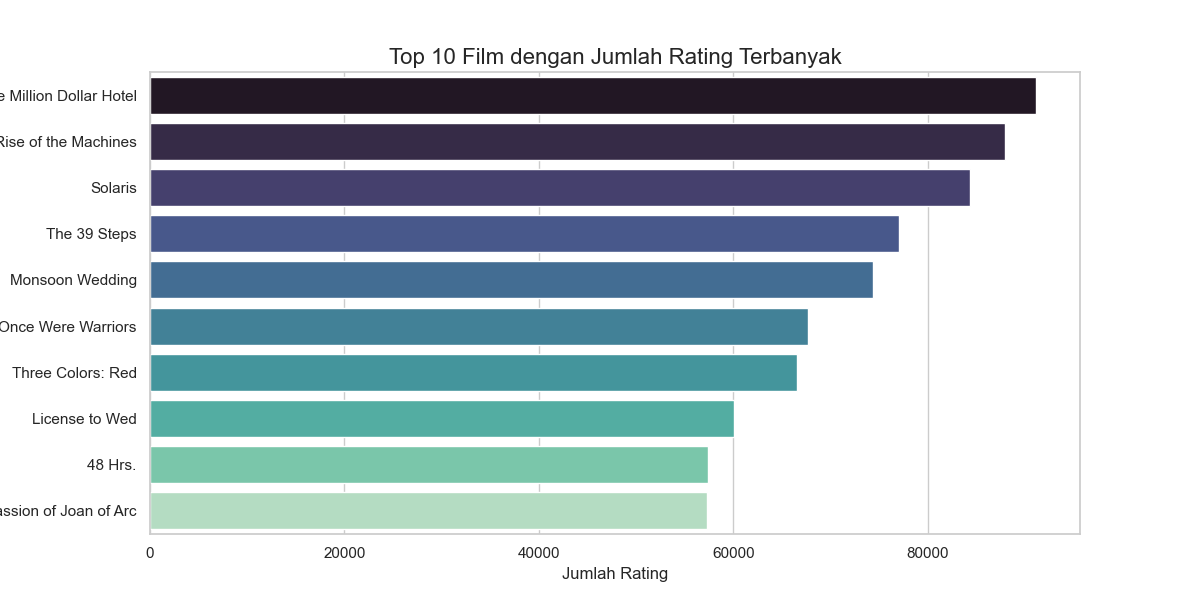 Top 10 Film dengan Jumlah Rating Terbanyak
e Million Dollar Hotel
Rise of the Machines
Solaris
The 39 Steps
Monsoon Wedding
Once Were Warriors
Three Colors: Red
License to Wed
48 Hrs.
assion of Joan of Arc
0 20000 40000 60000 80000
Jumlah Rating